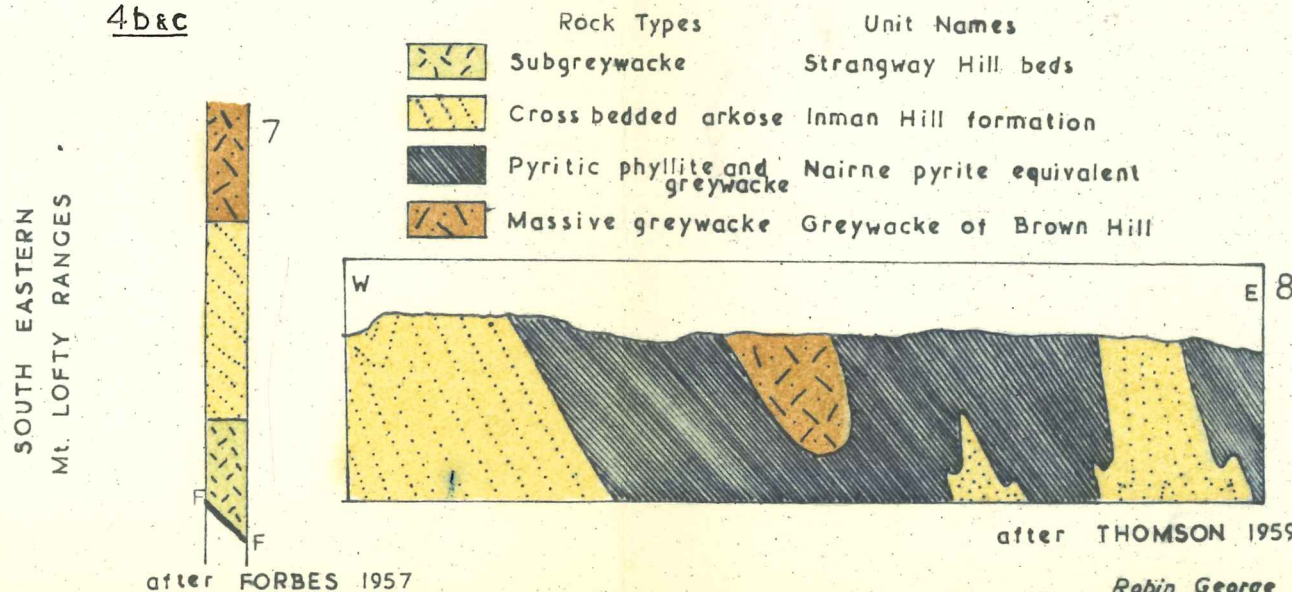 4b&c
Rock Types Unit Names
Subgreywacke Strangway Hill beds
Cross bedded arkose Inman Hill formation
Pyritic phyllite and greywacke Nairne pyrite equivalent
Massive greywacke Greywacke of Brown Hill
SOUTH EASTERN
Mt. LOFTY RANGES
7
F
F
after FORBES 1957
W
E
8
after THOMSON 1959
Robin George